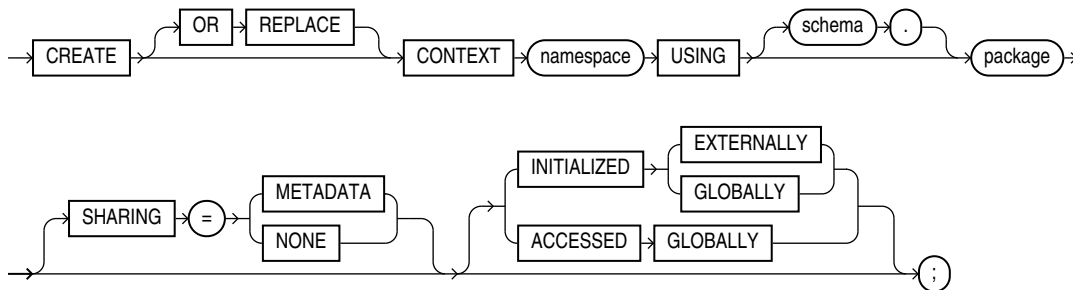 OR REPLACE schema .
CREATE CONTEXT namespace USING package
METADATA INITIALIZED EXTERNALLY
SHARING = GLOBALLY
NONE ACCESSED GLOBALLY
;